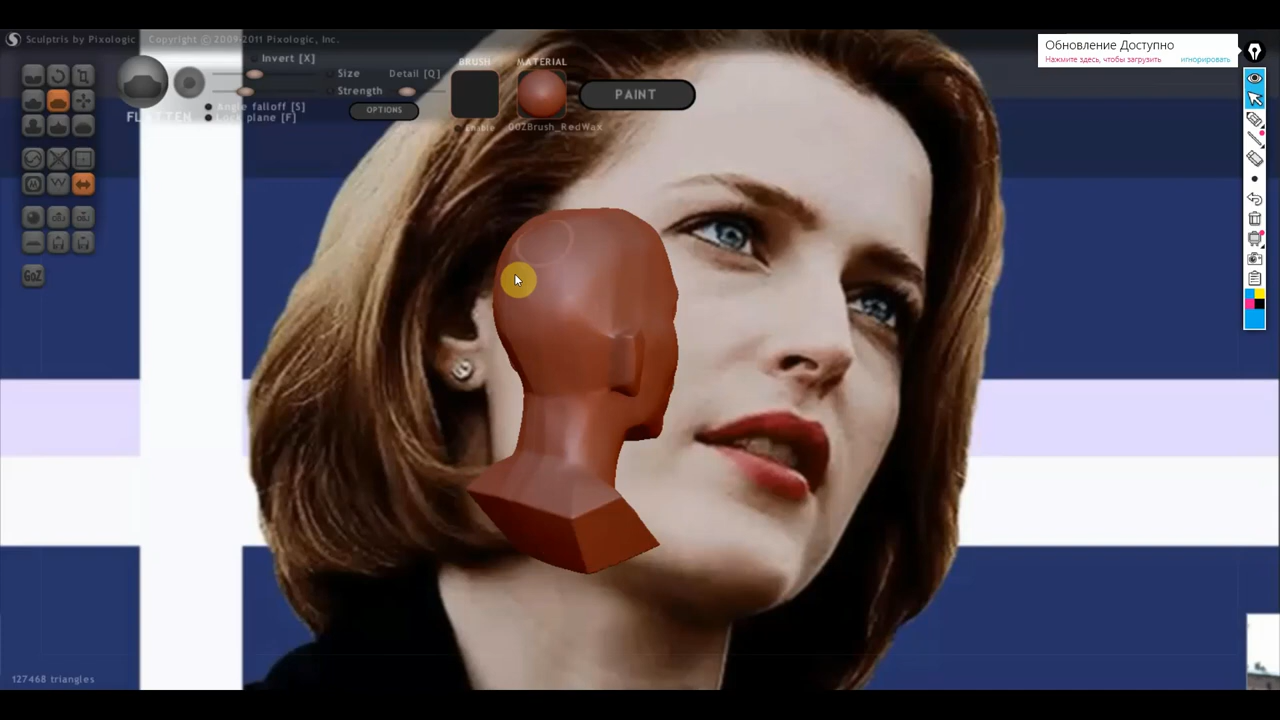 Sculptris by Pixologic Copyright © 2009-2011 Pixologic, Inc.
Обновление Доступно
Нажмите здесь, чтобы загрузить игнорировать
Invert [X]
BRUSH MATERIAL
Size Detail [Q]
Strength
PAINT
Angle falloff [S] OPTIONS
FLATTEN Lock plane [F]
Enable 00ZBrush_RedWax
GoZ
127468 triangles